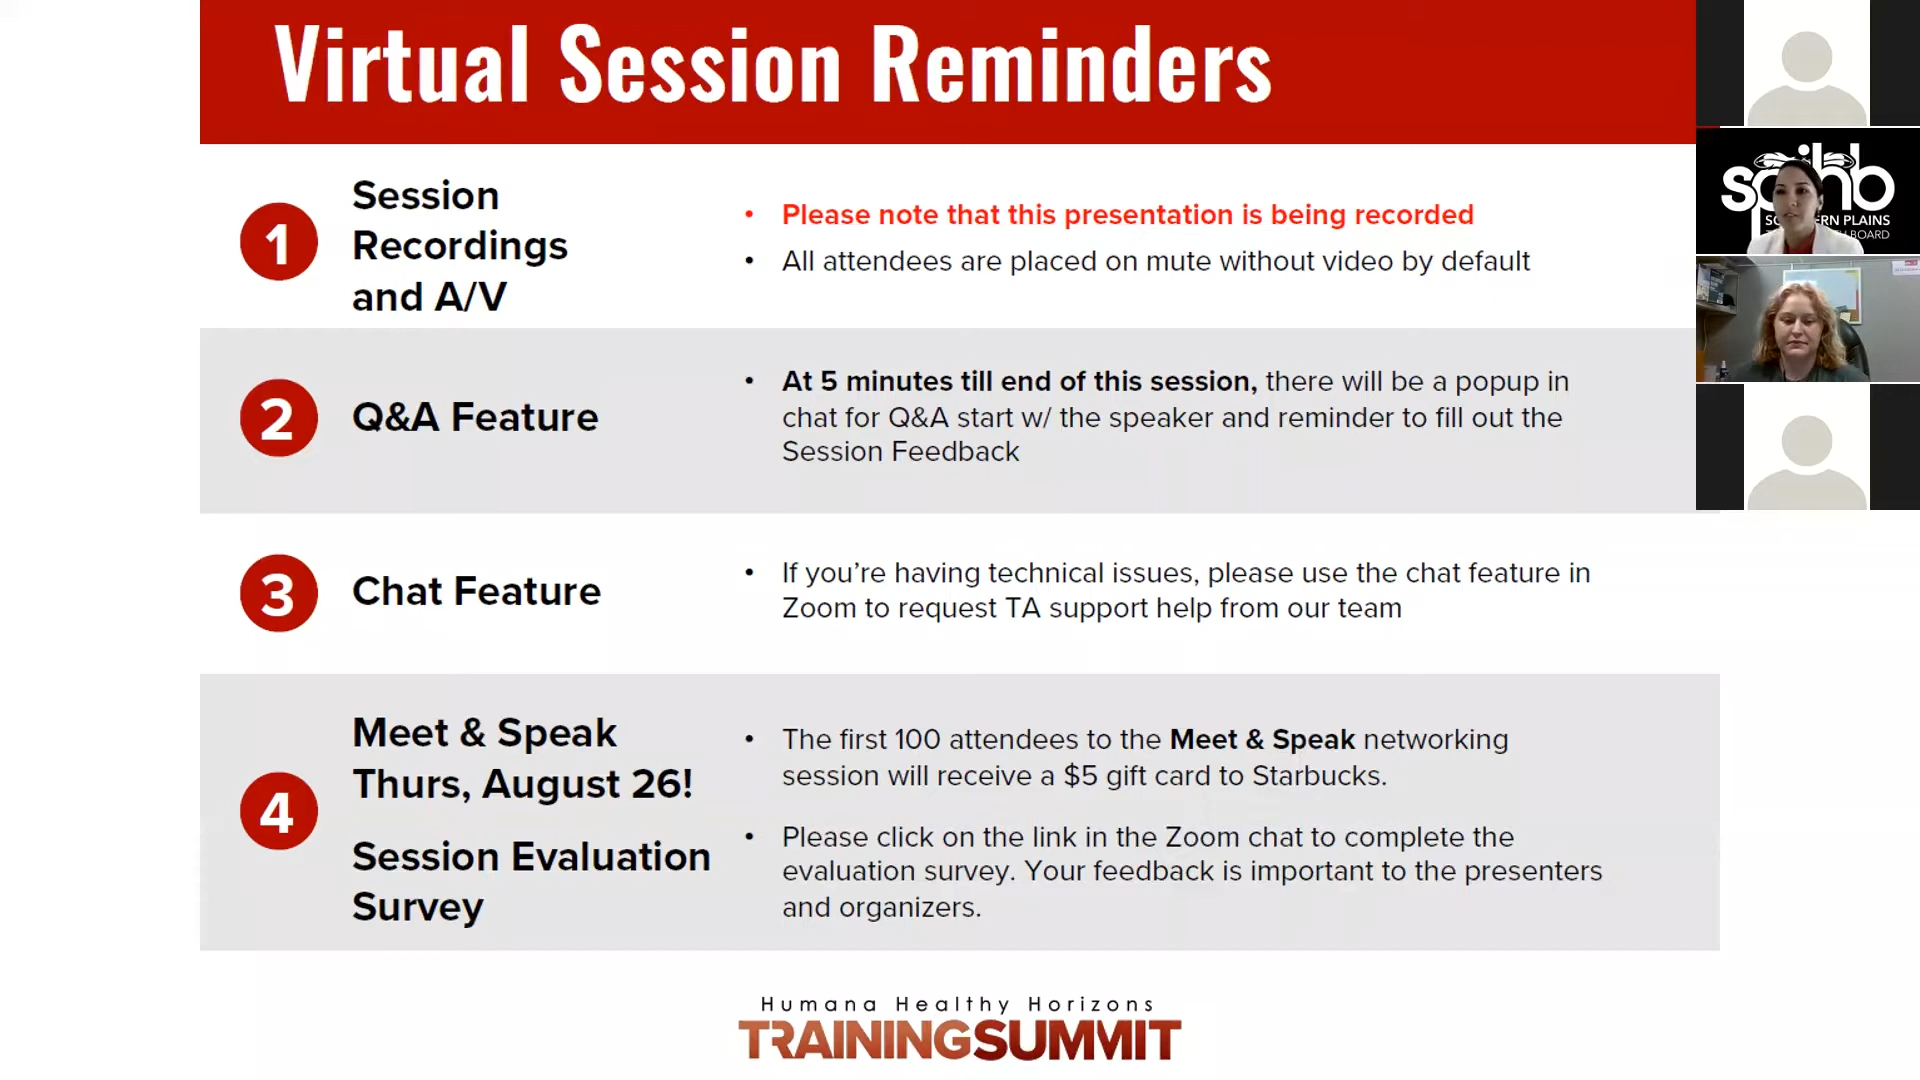 Virtual Session Reminders
1
Session
Recordings
and A/V
• Please note that this presentation is being recorded
• All attendees are placed on mute without video by default
2
Q&A Feature
• At 5 minutes till end of this session, there will be a popup in
chat for Q&A start w/ the speaker and reminder to fill out the
Session Feedback
3
Chat Feature
• If you’re having technical issues, please use the chat feature in
Zoom to request TA support help from our team
4
Meet & Speak
Thurs, August 26!
Session Evaluation
Survey
• The first 100 attendees to the Meet & Speak networking
session will receive a $5 gift card to Starbucks.
• Please click on the link in the Zoom chat to complete the
evaluation survey. Your feedback is important to the presenters
and organizers.
Humana Healthy Horizons
TRAININGSUMMIT
PLAINS
BOARD